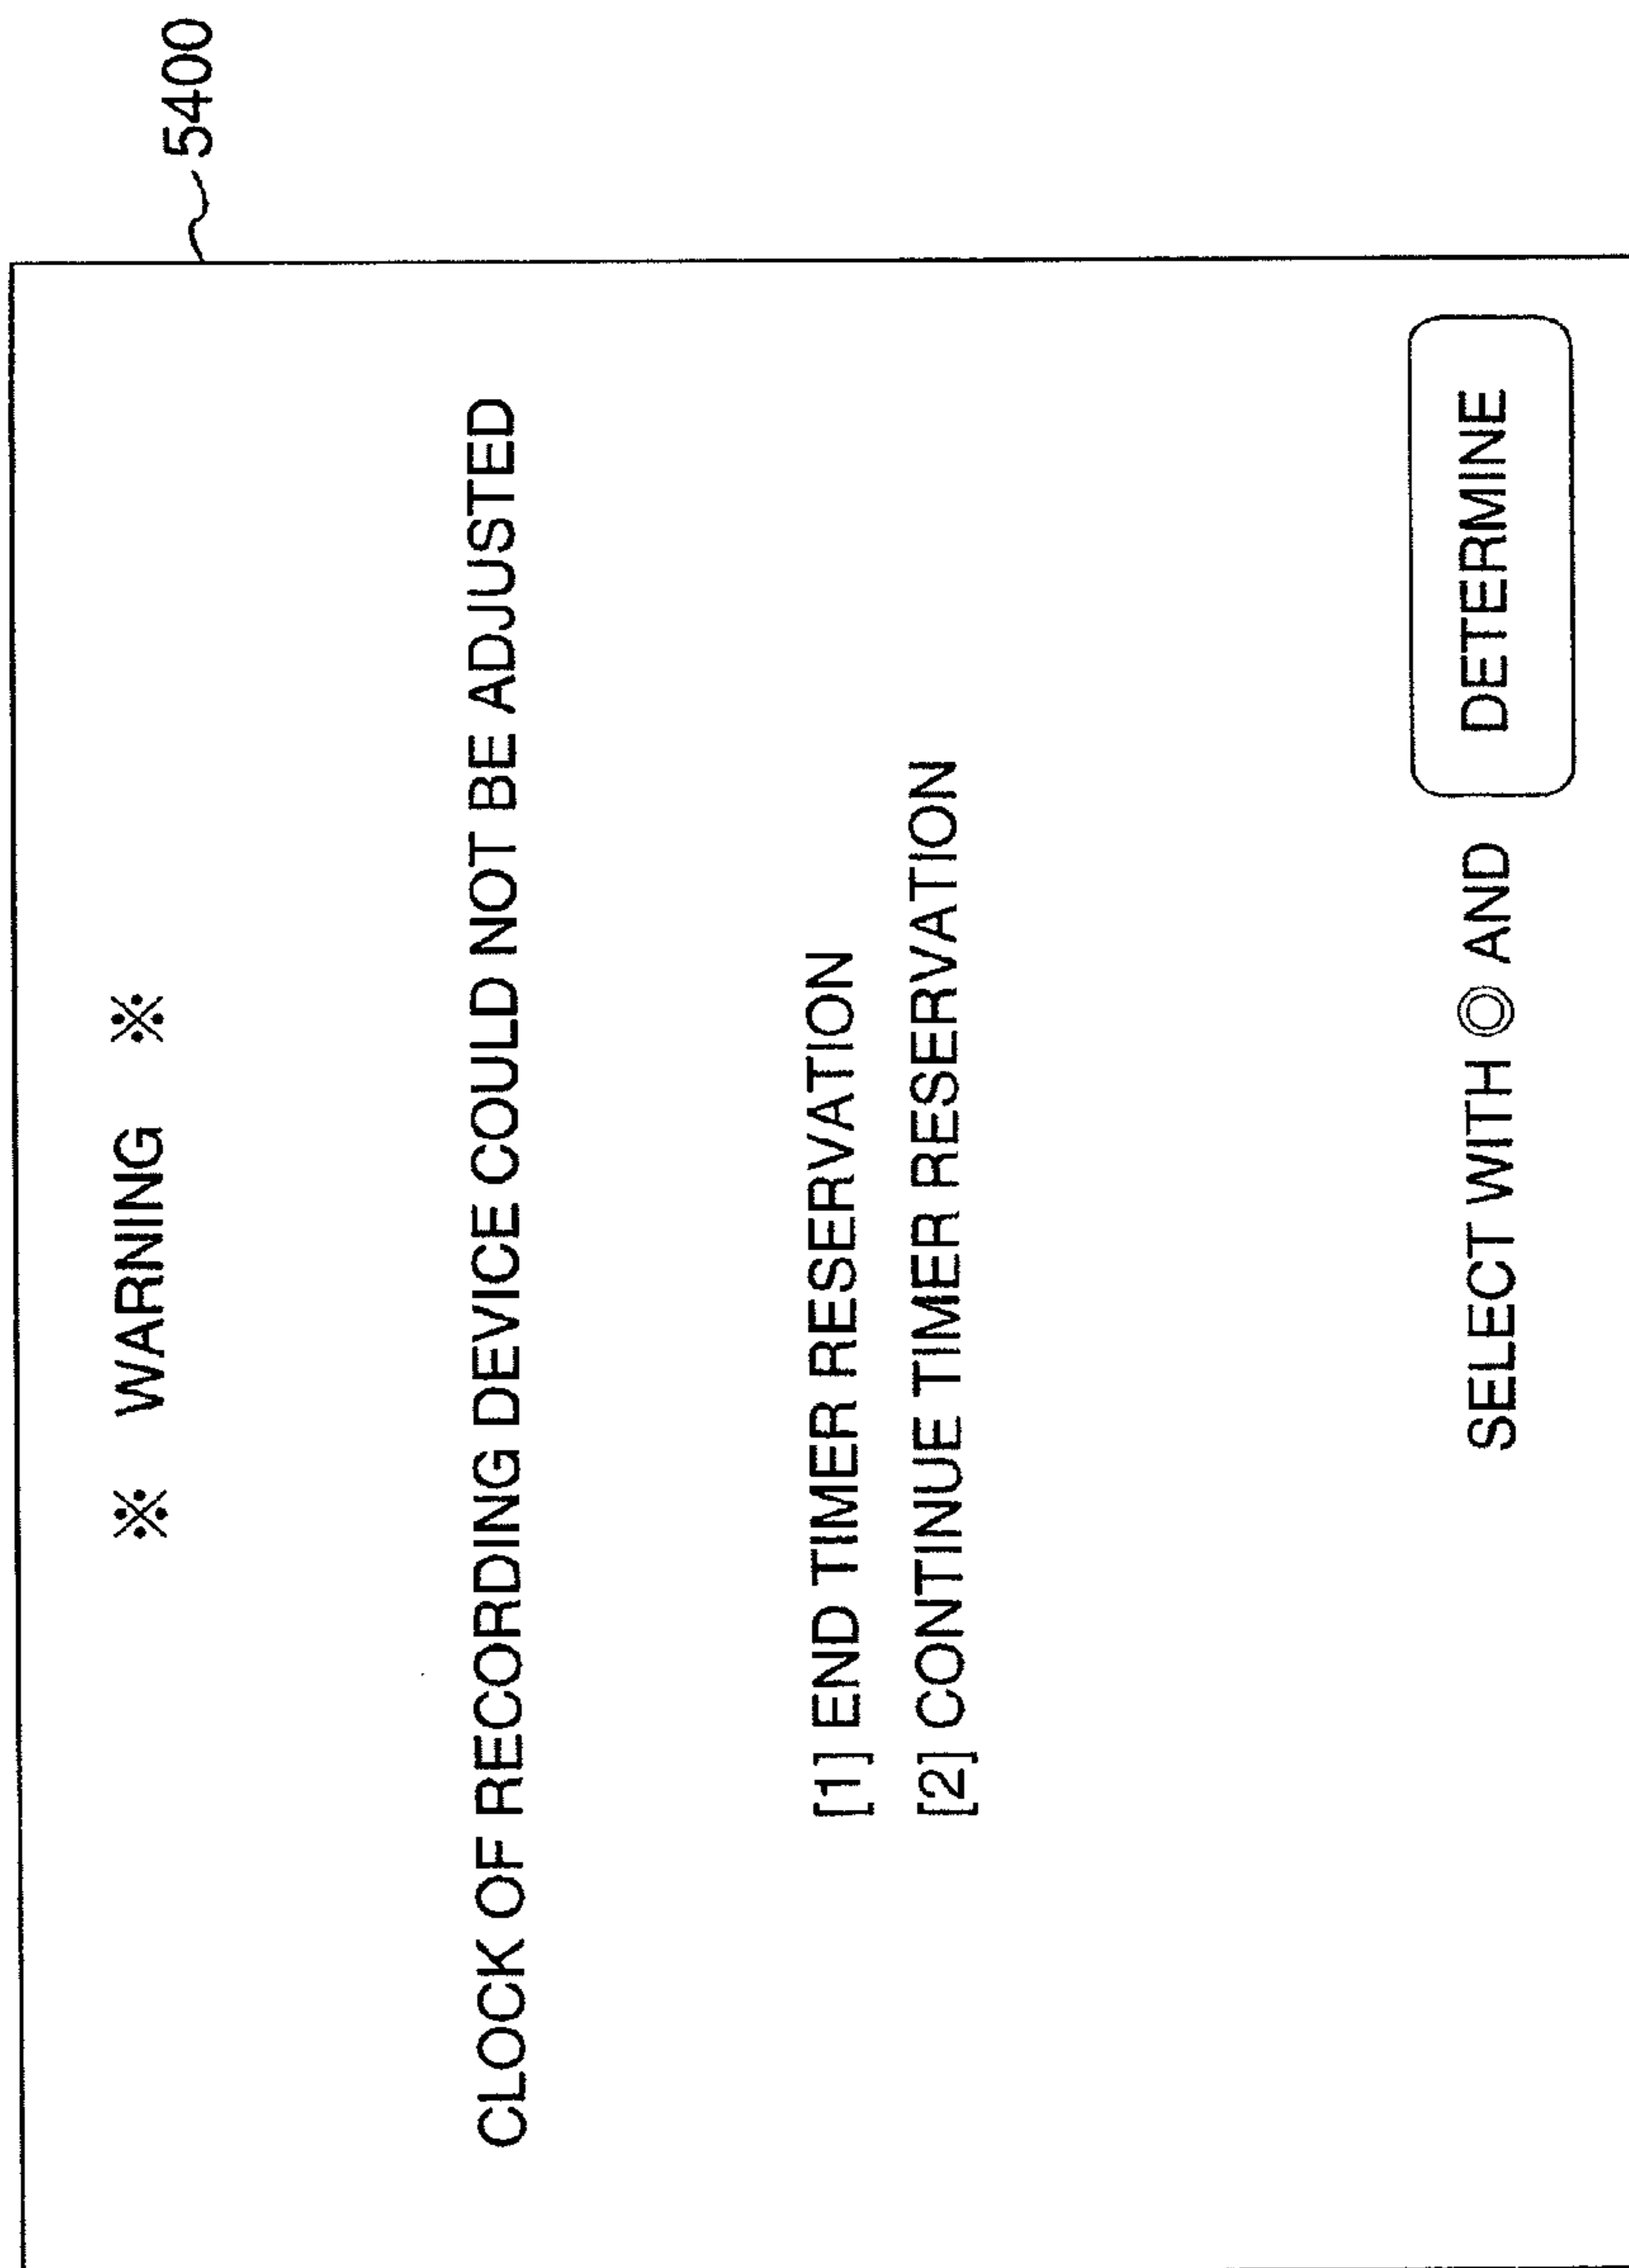 5400
※ WARNING ※
CLOCK OF RECORDING DEVICE COULD NOT BE ADJUSTED
[1] END TIMER RESERVATION
[2] CONTINUE TIMER RESERVATION
SELECT WITH ◎ AND DETERMINE